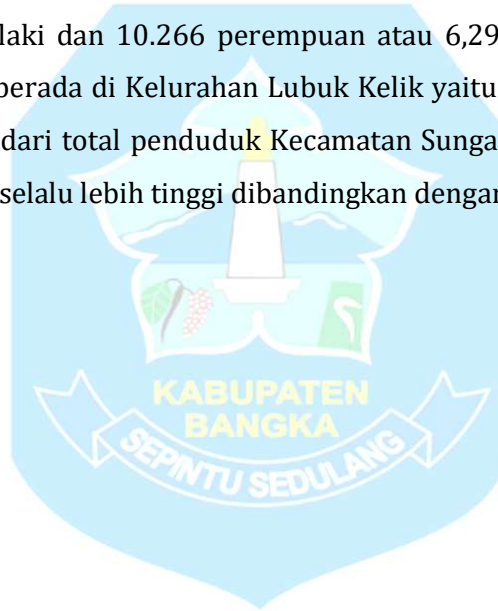 laki dan 10.266 perempuan atau 6,29
berada di Kelurahan Lubuk Kelik yaitu
dari total penduduk Kecamatan Sunga
selalu lebih tinggi dibandingkan dengan
KABUPATEN
BANGKA
SEPINTU SEDULANG